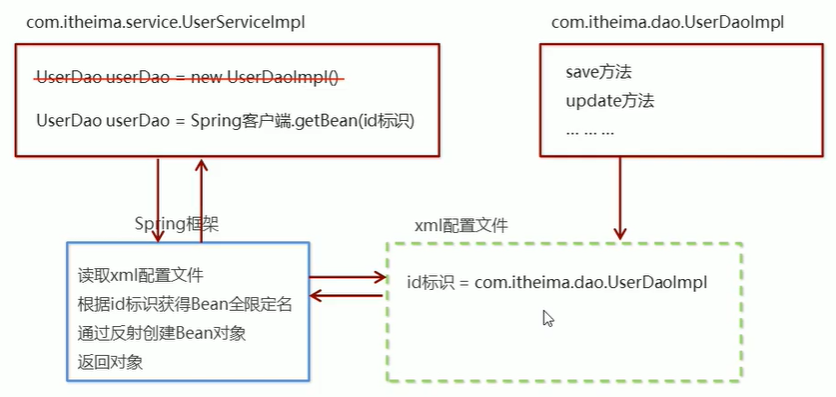 com.itheima.service.UserServiceImpl
UserDao userDao = new UserDaoImpl()
UserDao userDao = Spring客户端.getBean(id标识)
com.itheima.dao.UserDaoImpl
save方法
update方法
... ... ...
Spring框架
读取xml配置文件
根据id标识获得Bean全限定名
通过反射创建Bean对象
返回对象
xml配置文件
id标识 = com.itheima.dao.UserDaoImpl